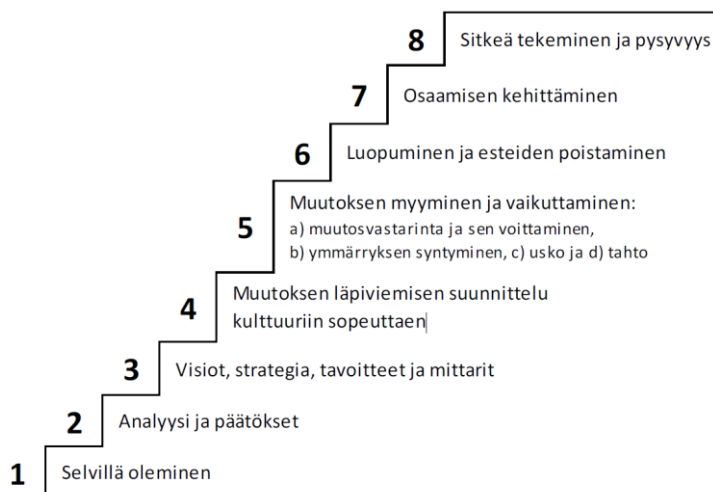 8 Sitkeä tekeminen ja pysyvyys
7 Osaamisen kehittäminen
6 Luopuminen ja esteiden poistaminen
5 Muutoksen myyminen ja vaikuttaminen:
a) muutosvastarinta ja sen voittaminen,
b) ymmärryksen syntyminen, c) usko ja d) tahto
4 Muutoksen läpiviemisen suunnittelu
kulttuuriin sopeuttaen
3 Visiot, strategia, tavoitteet ja mittarit
2 Analyysi ja päätökset
1 Selvillä oleminen